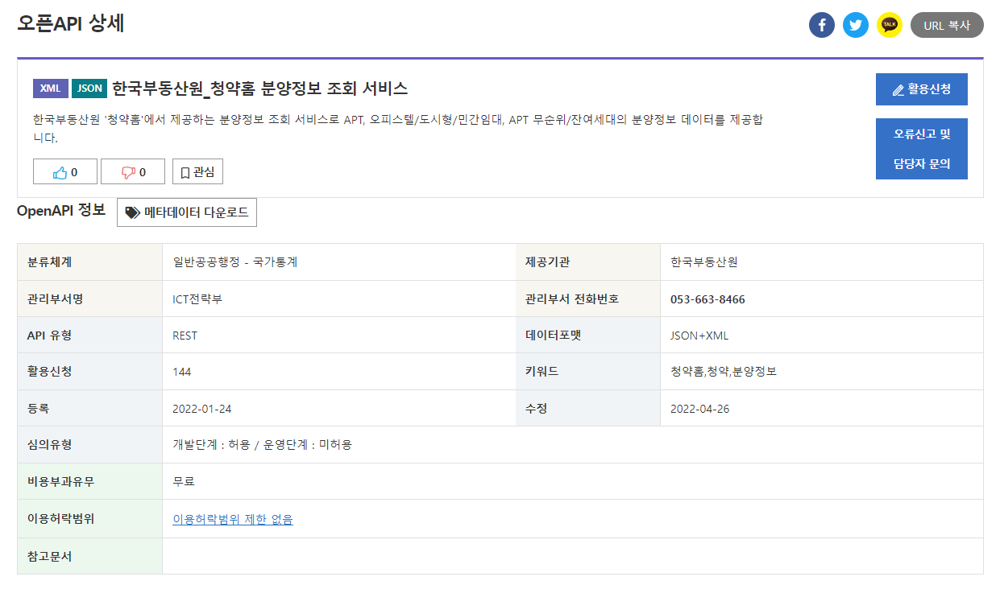 오픈API 상세
TALK
URL 복사
XML JSON 한국부동산원_청약홈 분양정보 조회 서비스
활용신청
한국부동산원 '청약홈'에서 제공하는 분양정보 조회 서비스로 APT, 오피스텔/도시형/민간임대, APT 무순위/잔여세대의 분양정보 데이터를 제공합
니다.
오류신고 및
담당자 문의
0 0 관심
OpenAPI 정보 메타데이터 다운로드
분류체계 일반공공행정 - 국가통계 제공기관 한국부동산원
관리부서명 ICT전략부 관리부서 전화번호 053-663-8466
API 유형 REST 데이터포맷 JSON+XML
활용신청 144 키워드 청약홈,청약,분양정보
등록 2022-01-24 수정 2022-04-26
심의유형 개발단계 : 허용 / 운영단계 : 미허용
비용부과유무 무료
이용허락범위 이용허락범위 제한 없음
참고문서